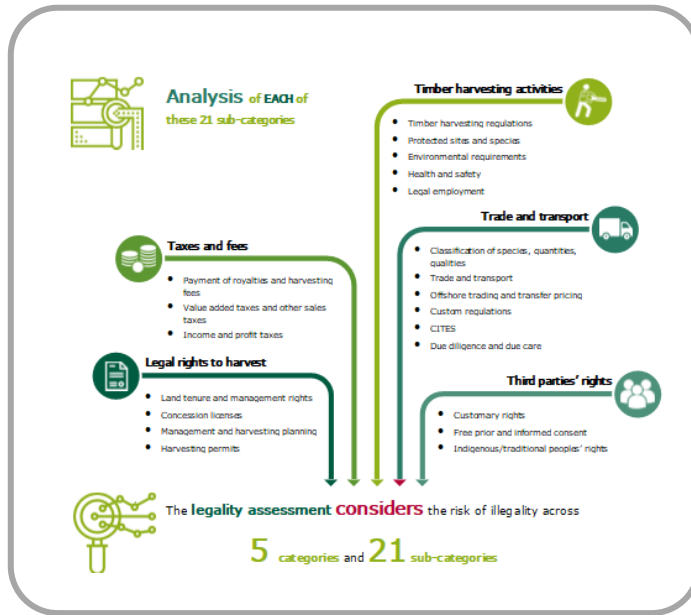 Analysis of EACH of
these 21 sub-categories
Timber harvesting activities
• Timber harvesting regulations
• Protected sites and species
• Environmental requirements
• Health and safety
• Legal employment
Trade and transport
• Classification of species, quantities,
qualities
• Trade and transport
• Offshore trading and transfer pricing
• Custom regulations
• CITES
• Due diligence and due care
Taxes and fees
• Payment of royalties and harvesting
fees
• Value added taxes and other sales
taxes
• Income and profit taxes
Legal rights to harvest
• Land tenure and management rights
• Concession licenses
• Management and harvesting planning
• Harvesting permits
Third parties' rights
• Customary rights
• Free prior and informed consent
• Indigenous/traditional peoples' rights
The legality assessment considers the risk of illegality across
5 categories and 21 sub-categories